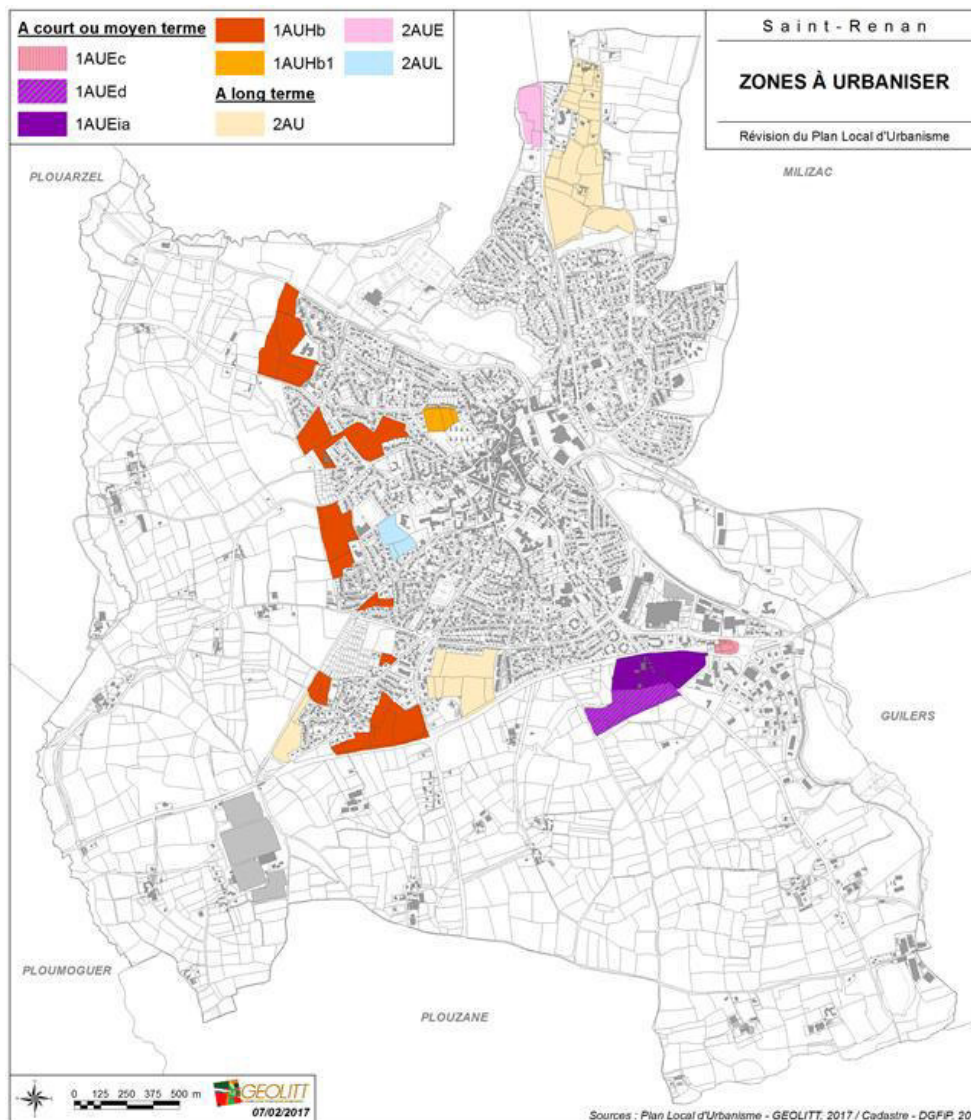 A court ou moyen terme
1AUEc
1AUEd
1AUEia
1AUHb
1AUHb1
A long terme
2AU
2AUE
2AUL
Saint-Renan
ZONES À URBANISER
Révision du Plan Local d'Urbanisme
PLOUARZEL
MILIZAC
GUILERS
PLOUMOGUER
PLOUZANE
0 125 250 375 500 m
GEOLITT
07/02/2017
Sources : Plan Local d'Urbanisme - GEOLITT, 2017 / Cadastre - DGFiP, 20